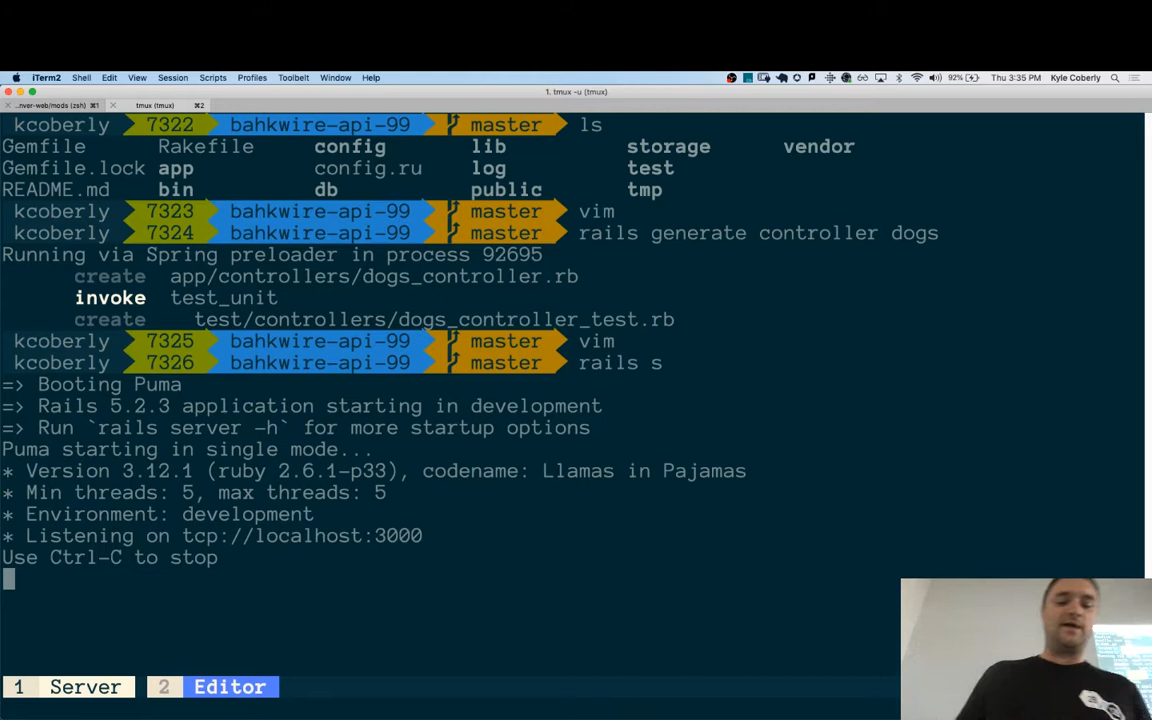 iTerm2 Shell Edit View Session Scripts Profiles Toolbelt Window Help 92% Thu 3:35 PM Kyle Coberly
1. tmux -u (tmux)
...nver-web/mods (zsh) ⌘1 tmux (tmux) ⌘2
kcoberly 7322 bahkwire-api-99 master ls
Gemfile Rakefile config lib storage vendor
Gemfile.lock app config.ru log test
README.md bin db public tmp
kcoberly 7323 bahkwire-api-99 master vim
kcoberly 7324 bahkwire-api-99 master rails generate controller dogs
Running via Spring preloader in process 92695
create app/controllers/dogs_controller.rb
invoke test_unit
create test/controllers/dogs_controller_test.rb
kcoberly 7325 bahkwire-api-99 master vim
kcoberly 7326 bahkwire-api-99 master rails s
=> Booting Puma
=> Rails 5.2.3 application starting in development
=> Run `rails server -h` for more startup options
Puma starting in single mode...
* Version 3.12.1 (ruby 2.6.1-p33), codename: Llamas in Pajamas
* Min threads: 5, max threads: 5
* Environment: development
* Listening on tcp://localhost:3000
Use Ctrl-C to stop
1 Server 2 Editor